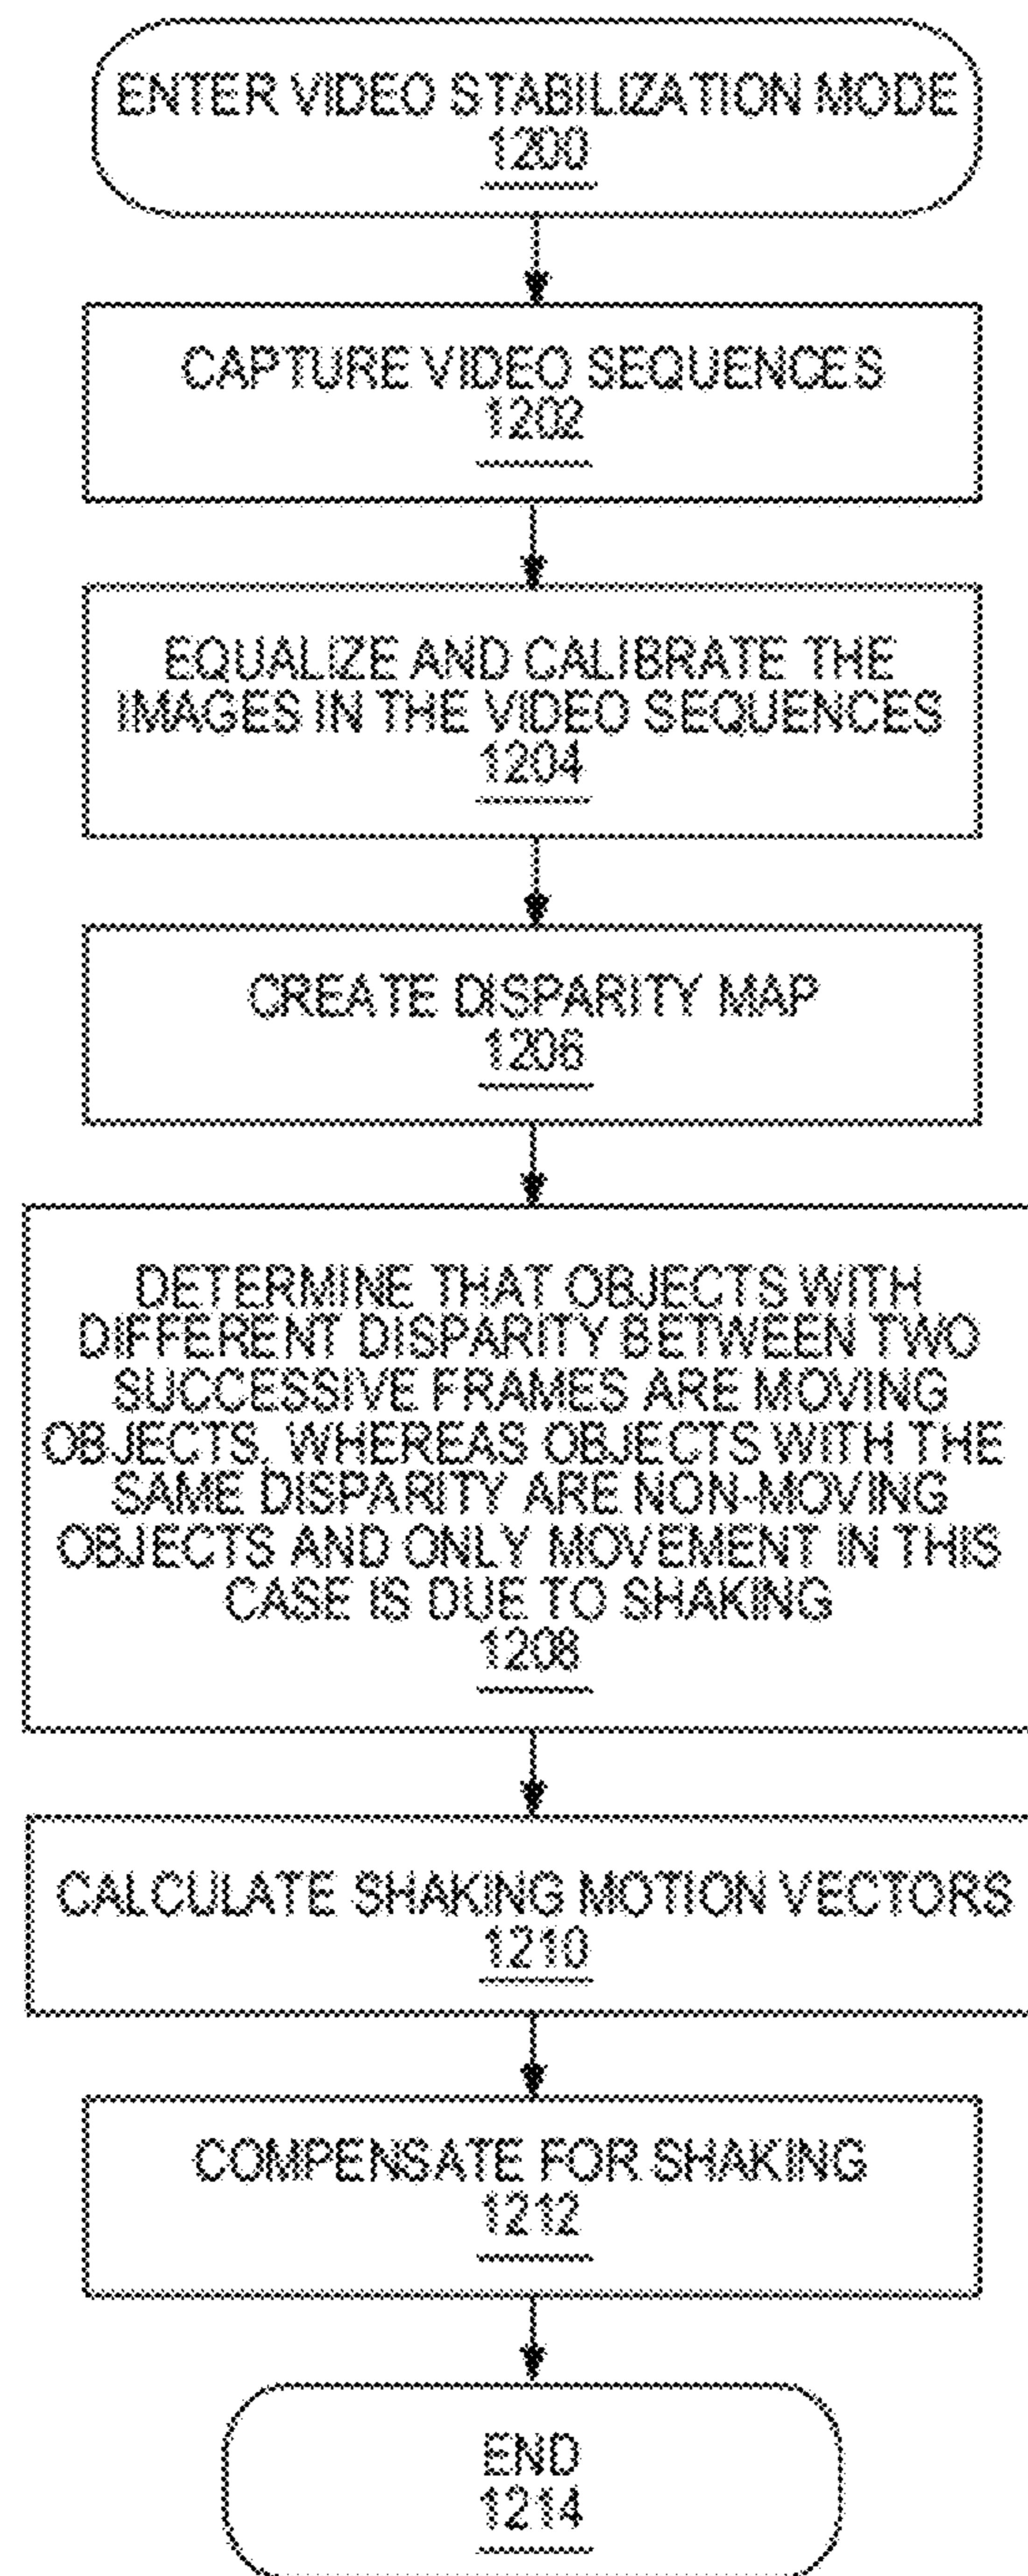 ENTER VIDEO STABILIZATION MODE
1200
CAPTURE VIDEO SEQUENCES
1202
EQUALIZE AND CALIBRATE THE
IMAGES IN THE VIDEO SEQUENCES
1204
CREATE DISPARITY MAP
1206
DETERMINE THAT OBJECTS WITH
DIFFERENT DISPARITY BETWEEN TWO
SUCCESSIVE FRAMES ARE MOVING
OBJECTS, WHEREAS OBJECTS WITH THE
SAME DISPARITY ARE NON-MOVING
OBJECTS AND ONLY MOVEMENT IN THIS
CASE IS DUE TO SHAKING
1208
CALCULATE SHAKING MOTION VECTORS
1210
COMPENSATE FOR SHAKING
1212
END
1214